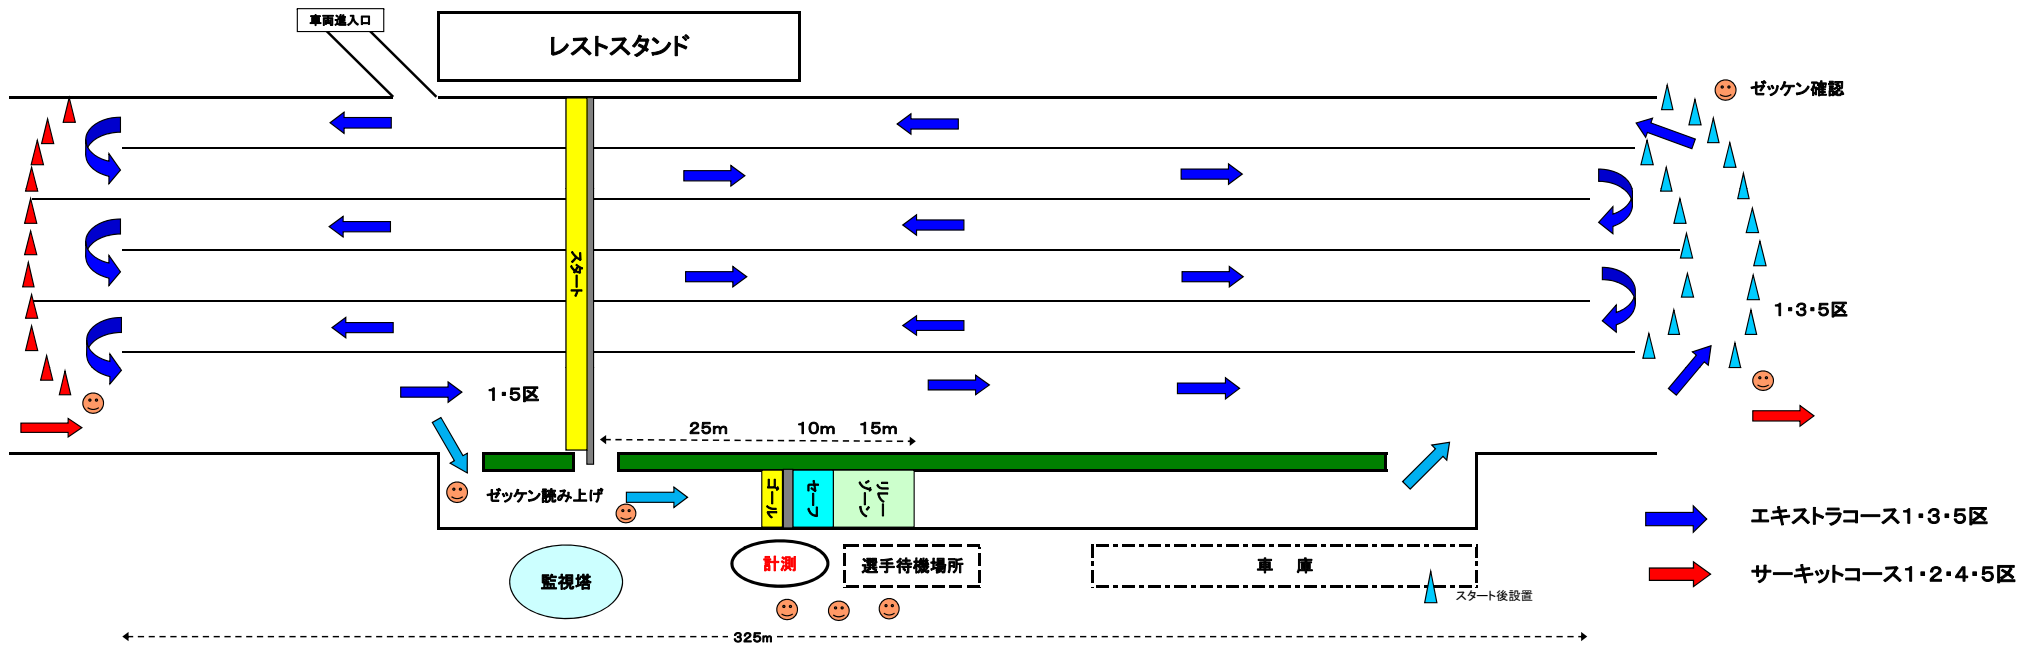 車両進入口
レストスタンド
ゼッケン確認
スタート
1・3・5区
1・5区
25m
10m
15m
ゼッケン読み上げ
ゴール
セーフ
リレー
ゾーン
エキストラコース1・3・5区
監視塔
計測
選手待機場所
車 庫
サーキットコース1・2・4・5区
スタート後設置
325m